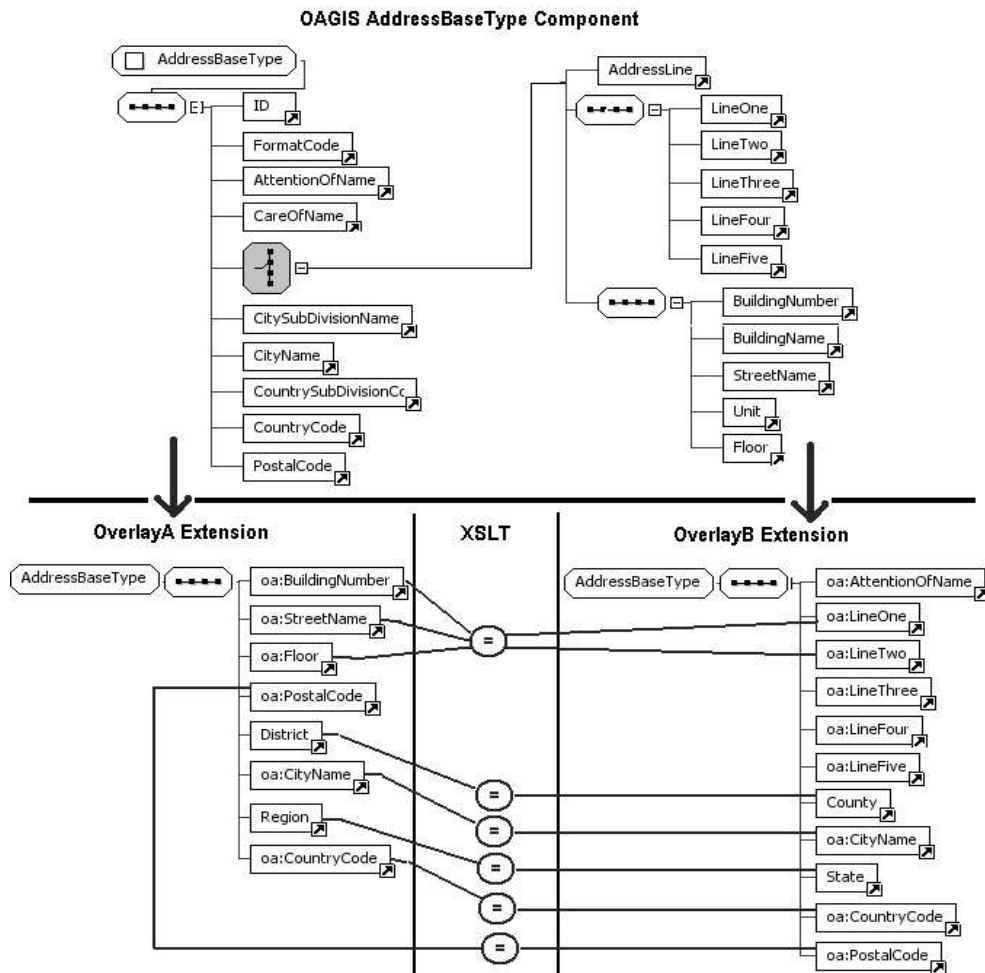 OAGIS AddressBaseType Component
AddressBaseType
ID
FormatCode
AttentionOfName
CareOfName
CitySubDivisionName
CityName
CountrySubDivisionCo
CountryCode
PostalCode
AddressLine
LineOne
LineTwo
LineThree
LineFour
LineFive
BuildingNumber
BuildingName
StreetName
Unit
Floor
OverlayA Extension
XSLT
OverlayB Extension
AddressBaseType
oa:BuildingNumber
oa:StreetName
oa:Floor
oa:PostalCode
District
oa:CityName
Region
oa:CountryCode
=
=
=
=
=
=
AddressBaseType
oa:AttentionOfName
oa:LineOne
oa:LineTwo
oa:LineThree
oa:LineFour
oa:LineFive
County
oa:CityName
State
oa:CountryCode
oa:PostalCode